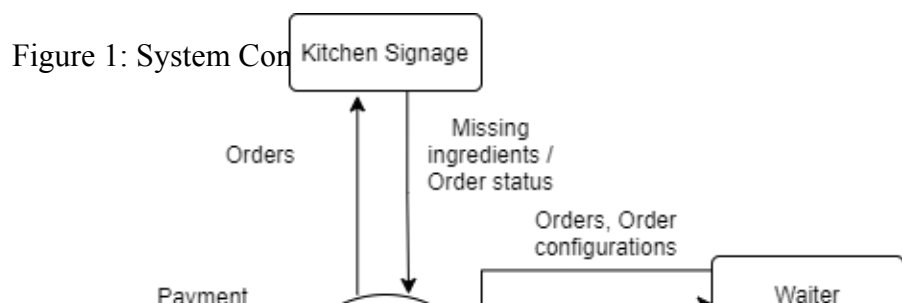 Figure 1: System Con
Kitchen Signage
Orders
Missing
ingredients /
Order status
Orders, Order
configurations
Payment
Waiter